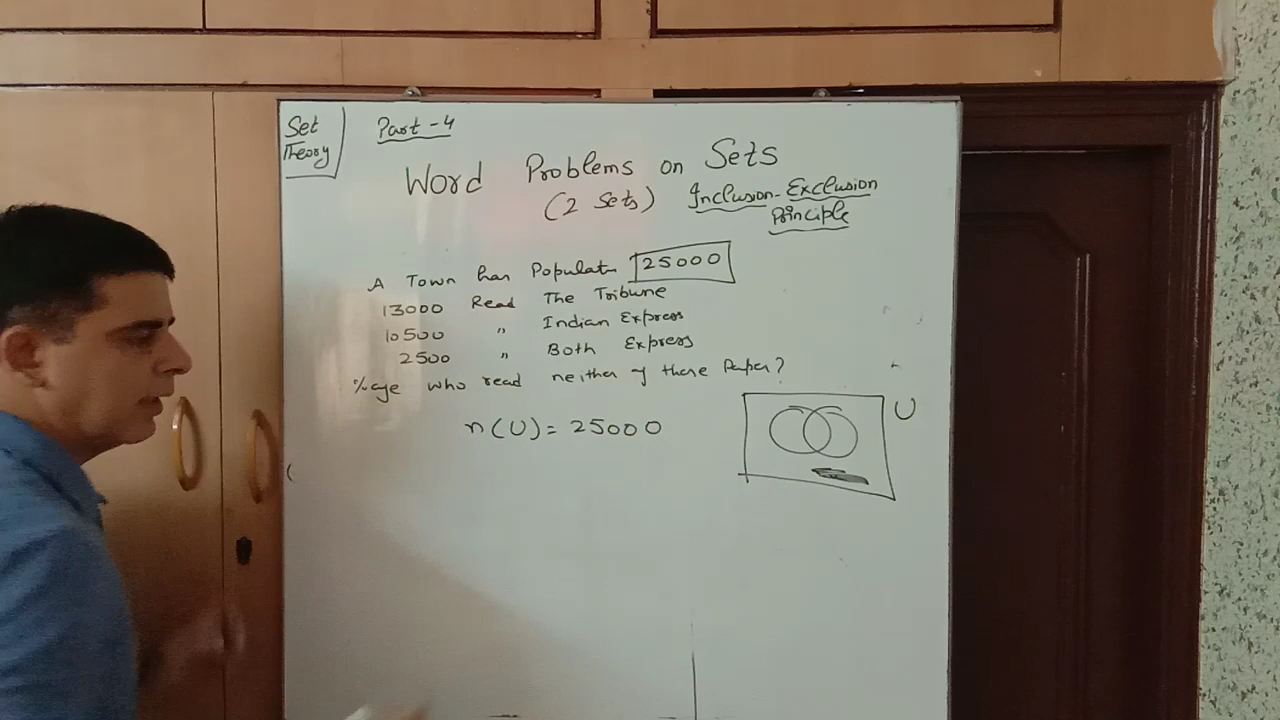 Set
Theory
Part-4
Word Problems on Sets
(2 Sets) Inclusion-Exclusion
Principle
A Town has Populatn 25000
13000 Read The Tribune
10500 " Indian Express
2500 " Both Express
%age who read neither of these Paper?
n(U)= 25000
U